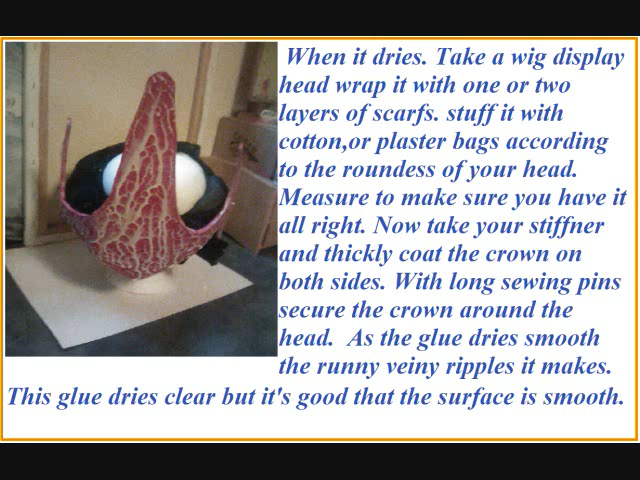 When it dries. Take a wig display
head wrap it with one or two
layers of scarfs. stuff it with
cotton,or plaster bags according
to the roundess of your head.
Measure to make sure you have it
all right. Now take your stiffner
and thickly coat the crown on
both sides. With long sewing pins
secure the crown around the
head.  As the glue dries smooth
the runny veiny ripples it makes.
This glue dries clear but it's good that the surface is smooth.